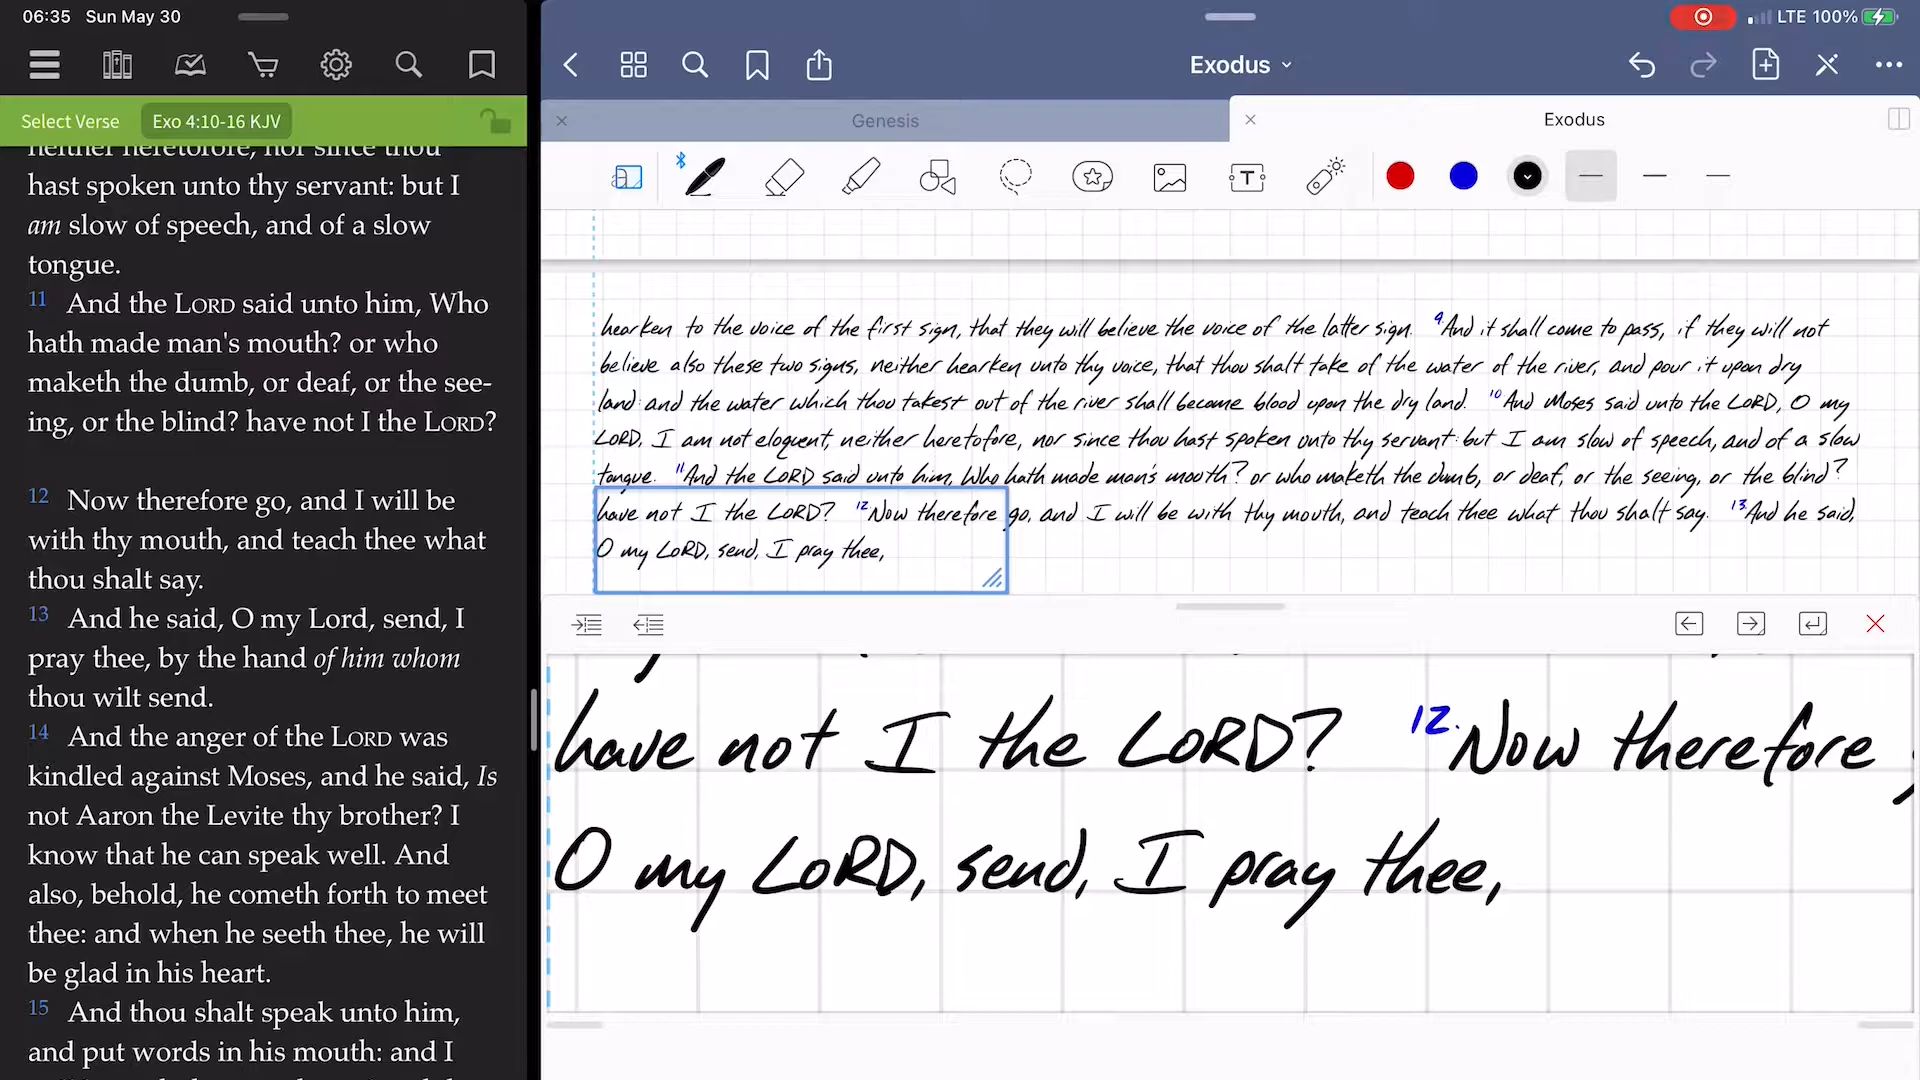 06:35 Sun May 30
LTE 100%
Exodus
Select Verse Exo 4:10-16 KJV
Genesis
Exodus
neither heretofore, nor since thou
hast spoken unto thy servant: but I
am slow of speech, and of a slow
tongue.
11 And the LORD said unto him, Who
hath made man's mouth? or who
maketh the dumb, or deaf, or the see-
ing, or the blind? have not I the LORD?
12 Now therefore go, and I will be
with thy mouth, and teach thee what
thou shalt say.
13 And he said, O my Lord, send, I
pray thee, by the hand of him whom
thou wilt send.
14 And the anger of the LORD was
kindled against Moses, and he said, Is
not Aaron the Levite thy brother? I
know that he can speak well. And
also, behold, he cometh forth to meet
thee: and when he seeth thee, he will
be glad in his heart.
15 And thou shalt speak unto him,
and put words in his mouth: and I
hearken to the voice of the first sign, that they will believe the voice of the latter sign. 9 And it shall come to pass, if they will not
believe also these two signs, neither hearken unto thy voice, that thou shalt take of the water of the river, and pour it upon dry
land: and the water which thou takest out of the river shall become blood upon the dry land. 10 And Moses said unto the LORD, O my
LORD, I am not eloquent, neither heretofore, nor since thou hast spoken unto thy servant: but I am slow of speech, and of a slow
tongue. 11 And the LORD said unto him, Who hath made man's mouth? or who maketh the dumb, or deaf, or the seeing, or the blind?
have not I the LORD? 12 Now therefore go, and I will be with thy mouth, and teach thee what thou shalt say. 13 And he said,
O my LORD, send, I pray thee,
have not I the LORD? 12. Now therefore
O my LORD, send, I pray thee,